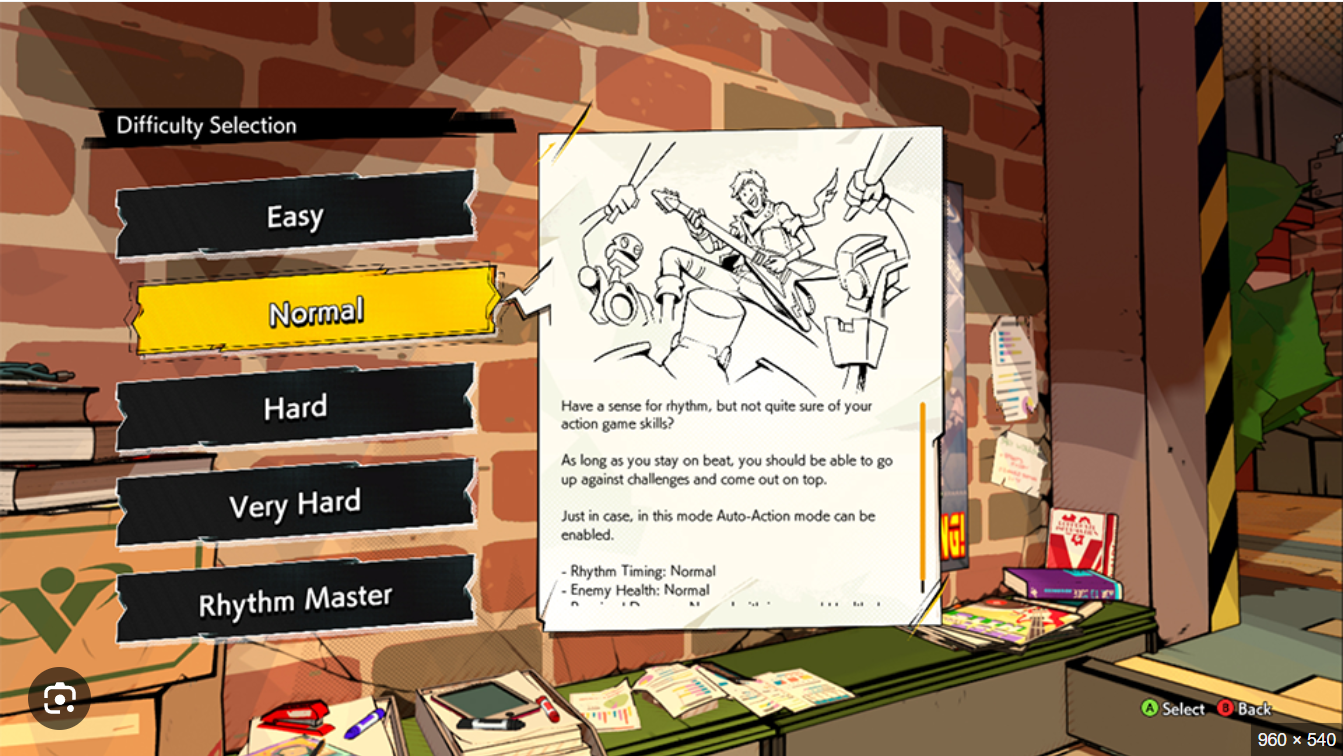 Difficulty Selection
Easy
Normal
Hard
Very Hard
Rhythm Master
Have a sense for rhythm, but not quite sure of your
action game skills?
As long as you stay on beat, you should be able to go
up against challenges and come out on top.
Just in case, in this mode Auto-Action mode can be
enabled.
- Rhythm Timing: Normal
- Enemy Health: Normal
A Select B Back
960 × 540